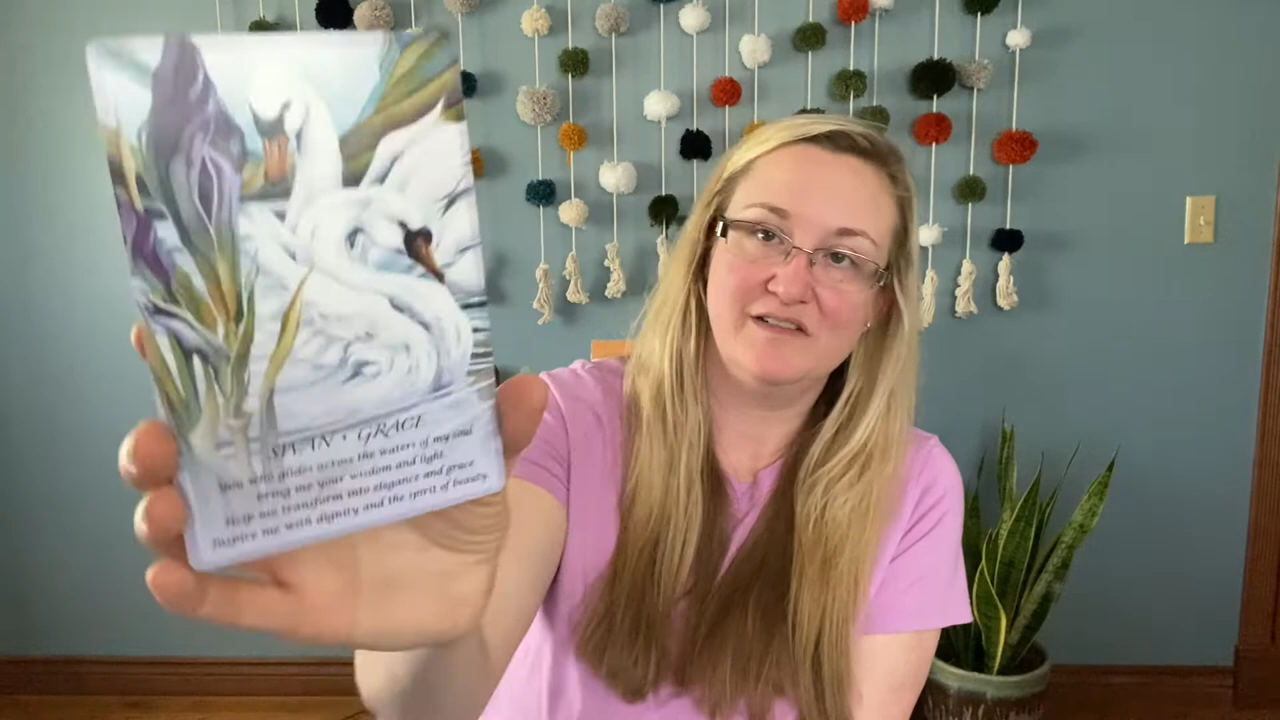 SWAN • GRACE
You who glides across the waters of my soul
bring me your wisdom and light.
Help me transform into elegance and grace
Inspire me with dignity and the spirit of beauty.